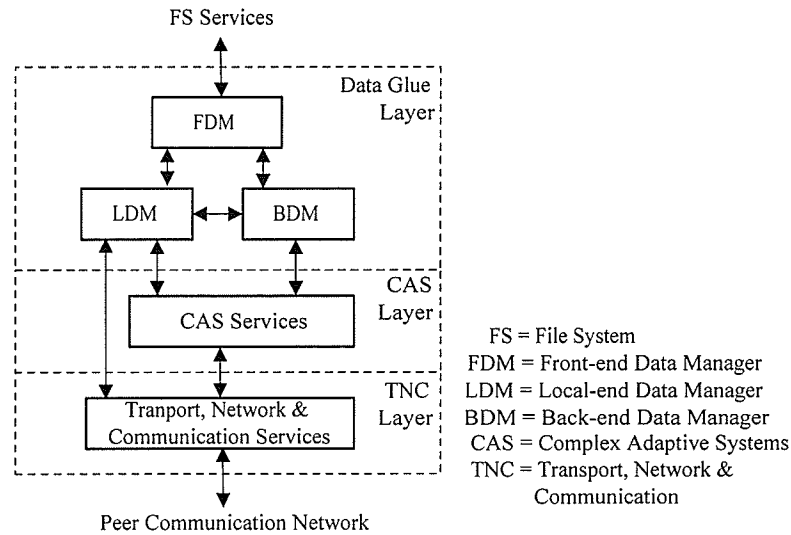 FS Services
Data Glue
Layer
FDM
LDM
BDM
CAS
Layer
CAS Services
TNC
Layer
Tranport, Network &
Communication Services
Peer Communication Network
FS = File System
FDM = Front-end Data Manager
LDM = Local-end Data Manager
BDM = Back-end Data Manager
CAS = Complex Adaptive Systems
TNC = Transport, Network &
Communication